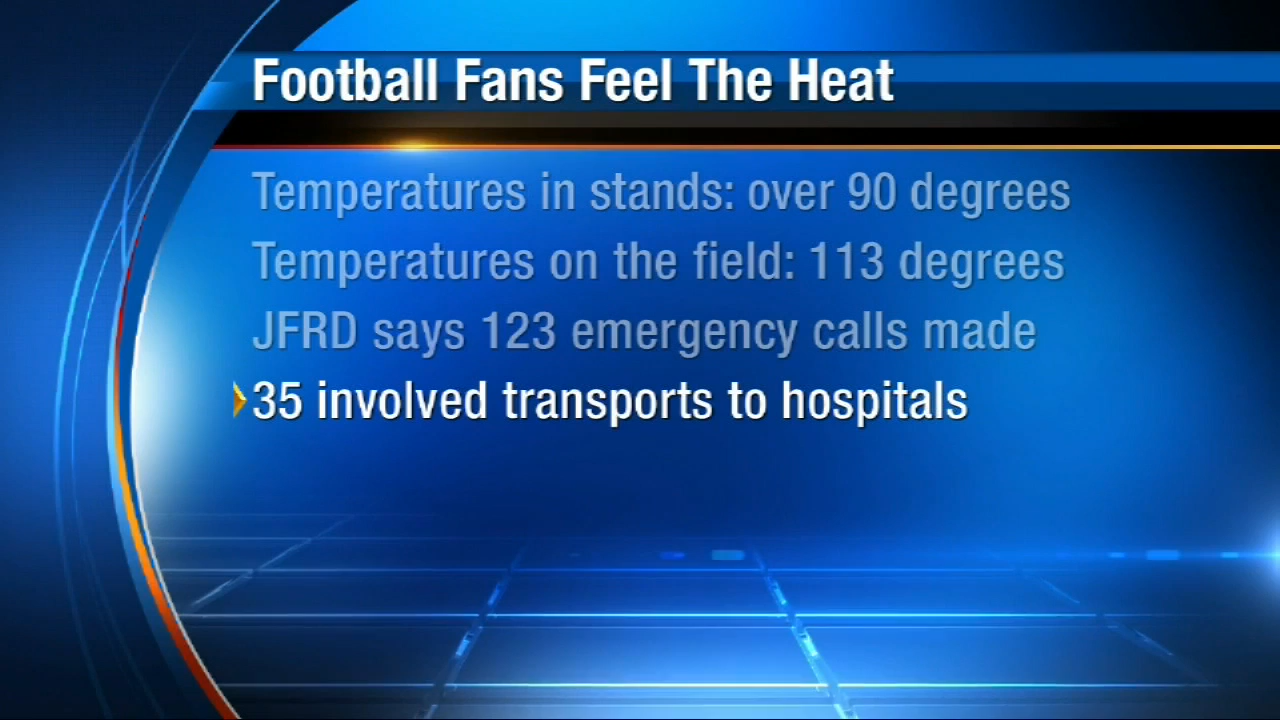 Football Fans Feel The Heat
Temperatures in stands: over 90 degrees
Temperatures on the field: 113 degrees
JFRD says 123 emergency calls made
35 involved transports to hospitals